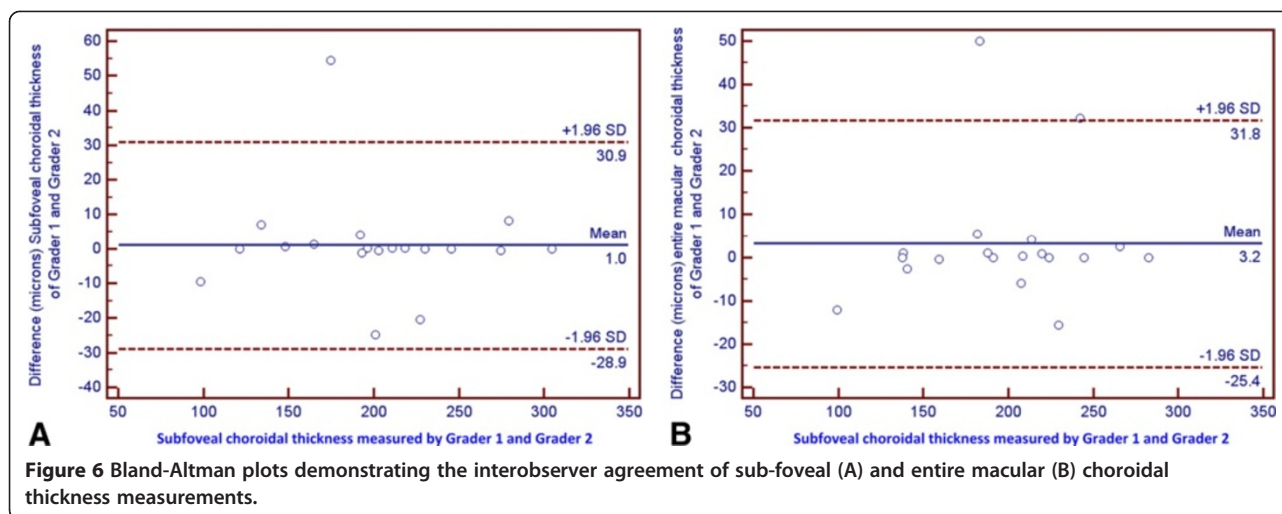 Difference (microns) Subfoveal choroidal thickness
of Grader 1 and Grader 2
60
50
40
30
20
10
0
-10
-20
-30
-40
+1.96 SD
30.9
Mean
1.0
-1.96 SD
-28.9
50 100 150 200 250 300 350
A
Subfoveal choroidal thickness measured by Grader 1 and Grader 2
Difference (microns) entire macular choroidal thickness
of Grader 1 and Grader 2
50
40
30
20
10
0
-10
-20
-30
+1.96 SD
31.8
Mean
3.2
-1.96 SD
-25.4
50 100 150 200 250 300 350
B
Subfoveal choroidal thickness measured by Grader 1 and Grader 2
Figure 6 Bland-Altman plots demonstrating the interobserver agreement of sub-foveal (A) and entire macular (B) choroidal
thickness measurements.